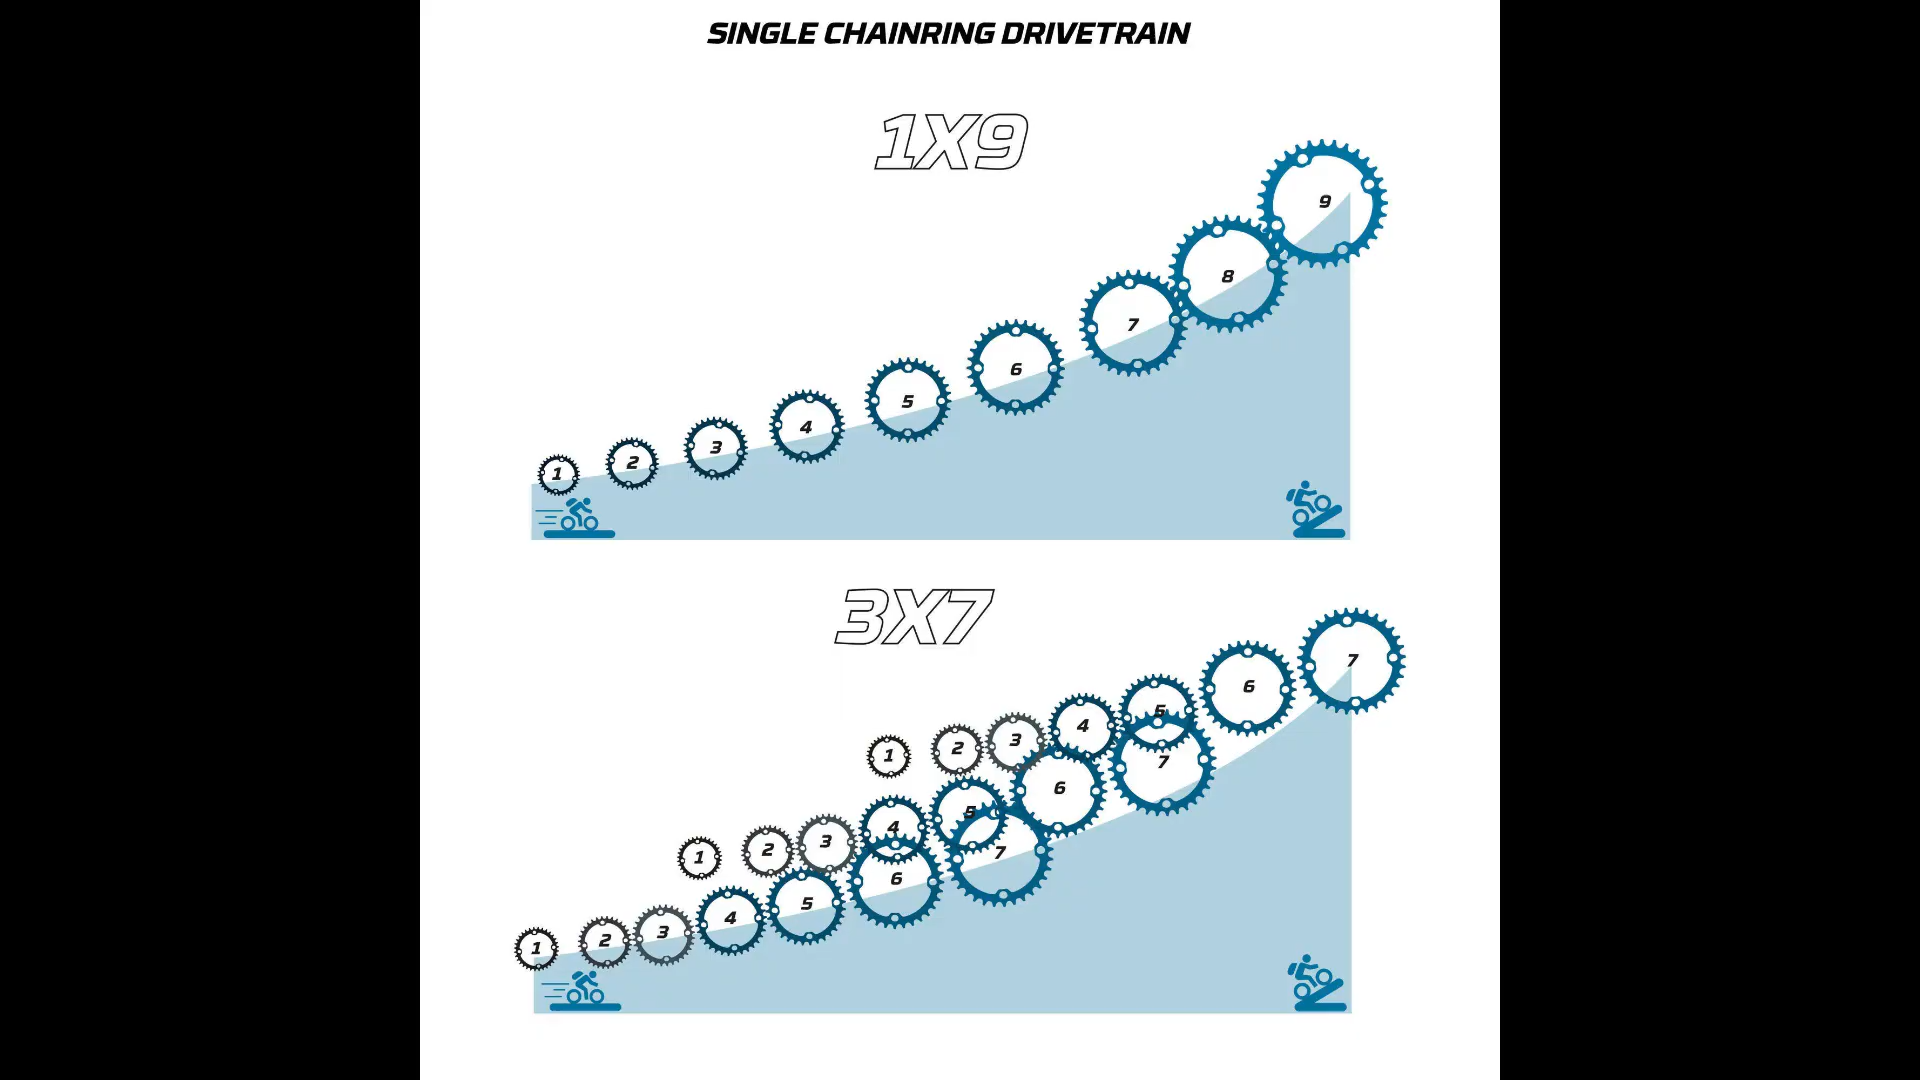 SINGLE CHAINRING DRIVETRAIN
1X9
1 2 3 4 5 6 7 8 9
3X7
1 2 3 4 5 6 7
1 2 3 4 5 6 7
1 2 3 4 5 6 7